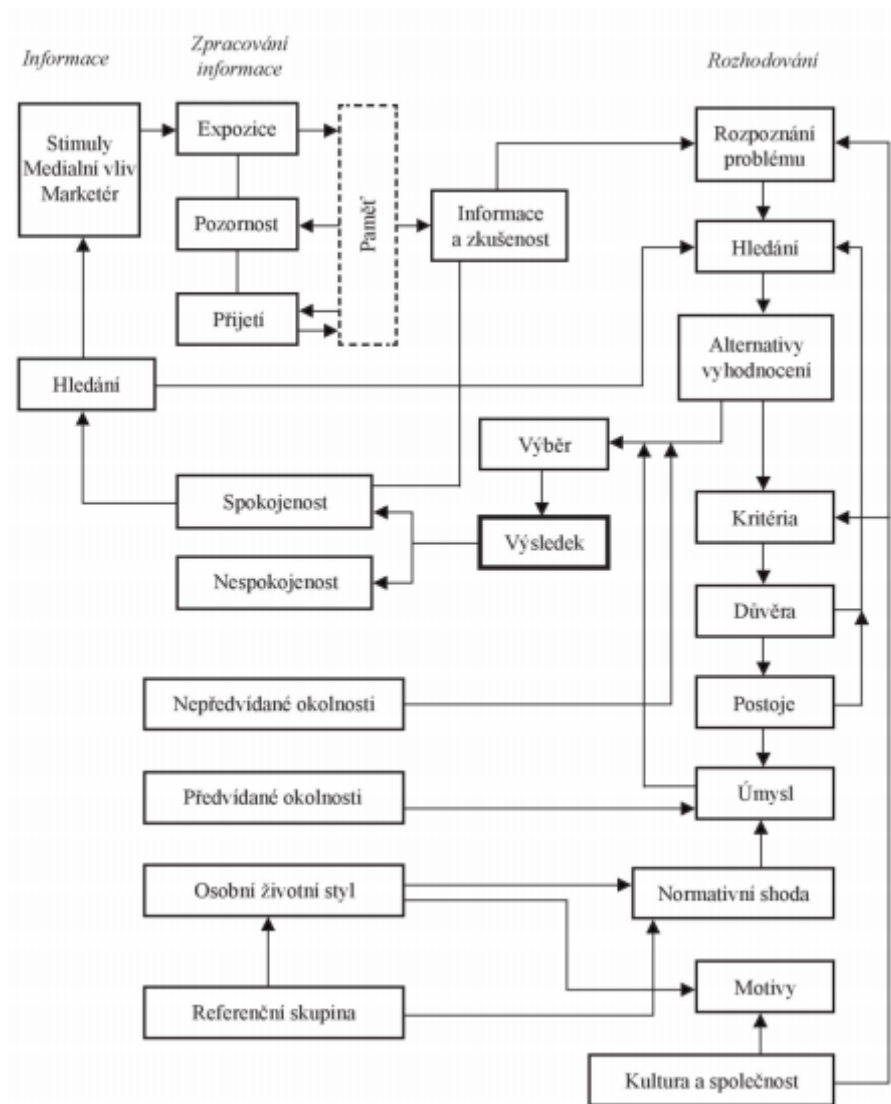 Informace
Zpracování
informace
Rozhodování
Stimuly
Medialní vliv
Marketér
Expozice
Pozornost
Přijetí
Paměť
Informace
a zkušenost
Rozpoznání
problému
Hledání
Alternativy
vyhodnocení
Hledání
Výběr
Spokojenost
Výsledek
Kritéria
Nespokojenost
Důvěra
Nepředvídané okolnosti
Postoje
Předvídané okolnosti
Úmysl
Osobní životní styl
Normativní shoda
Referenční skupina
Motivy
Kultura a společnost